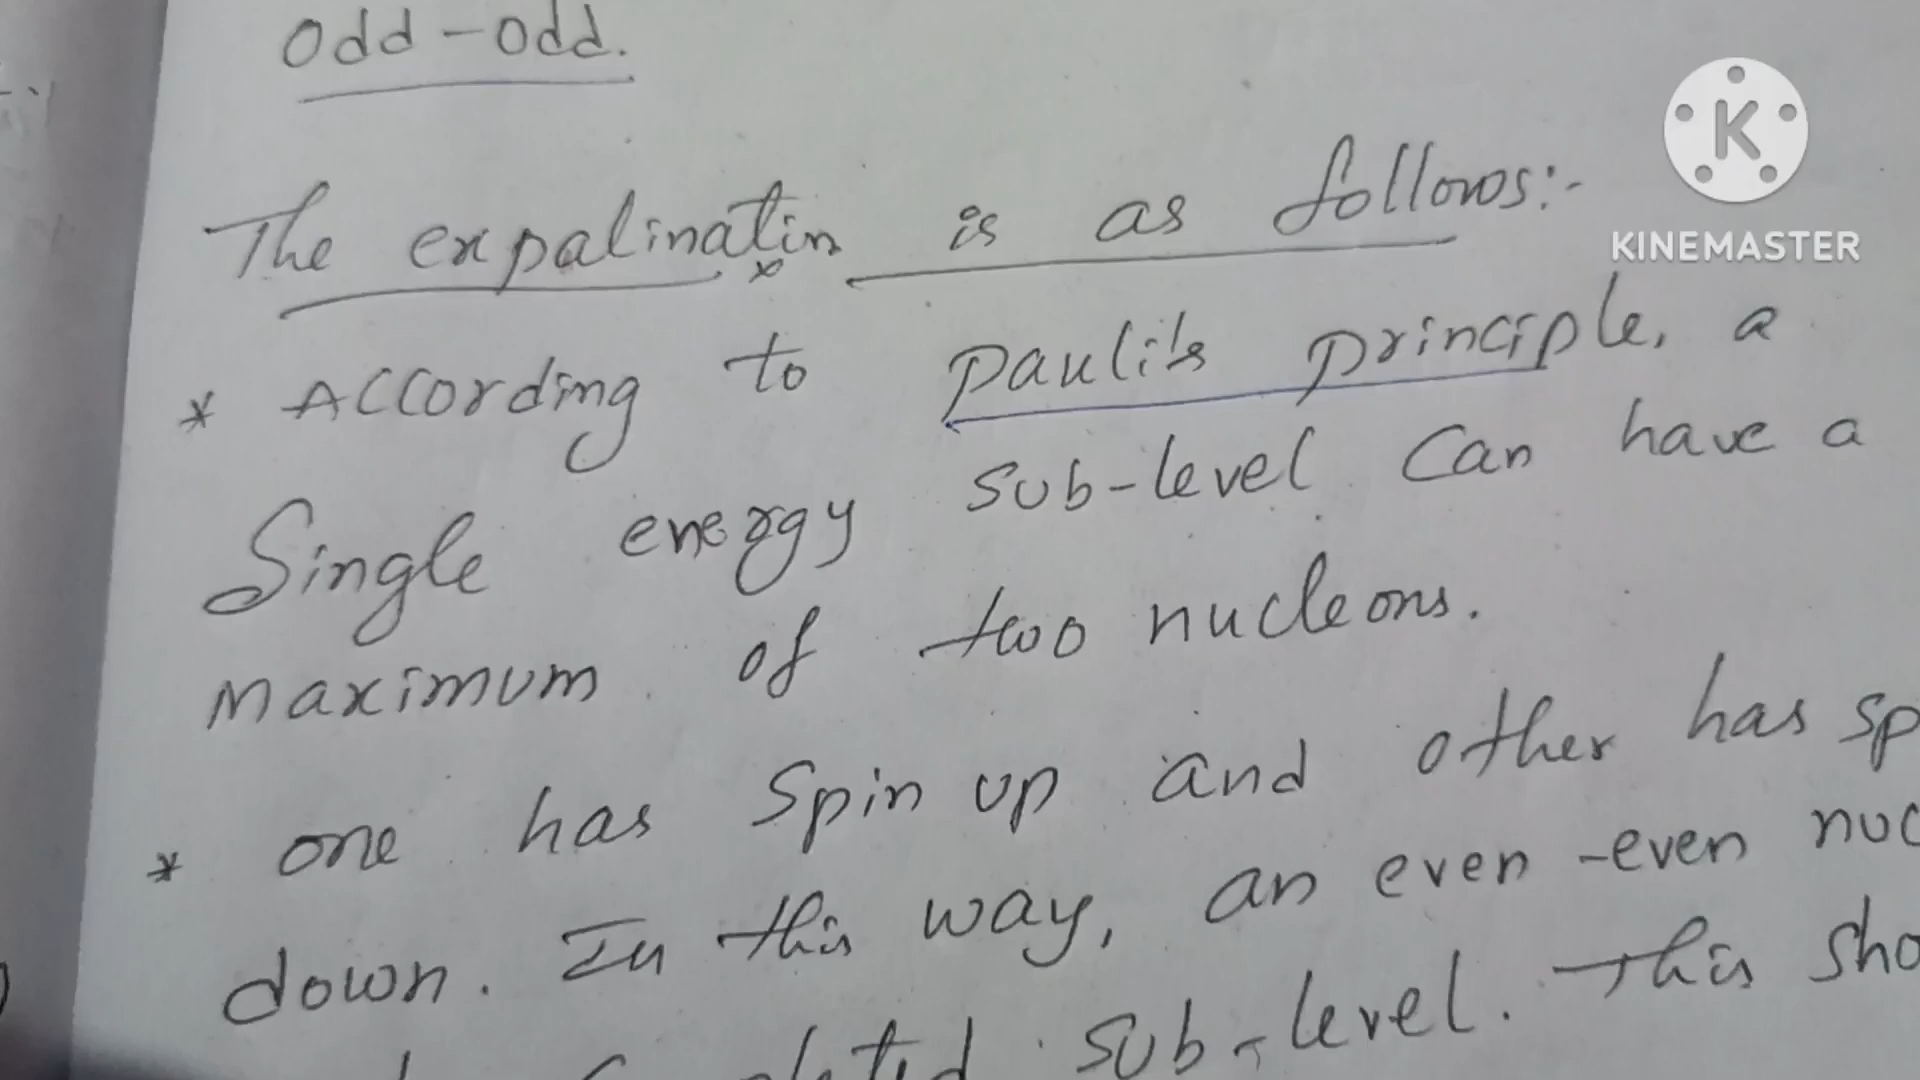 Odd-Odd.
The expalinatin is as follows:-
* According to Pauli's principle, a
Single energy sub-level Can have a
maximum of two nucleons.
* one has Spin up and other has sp
down. In this way, an even-even nuc
sub-level. This sho
K
KINEMASTER